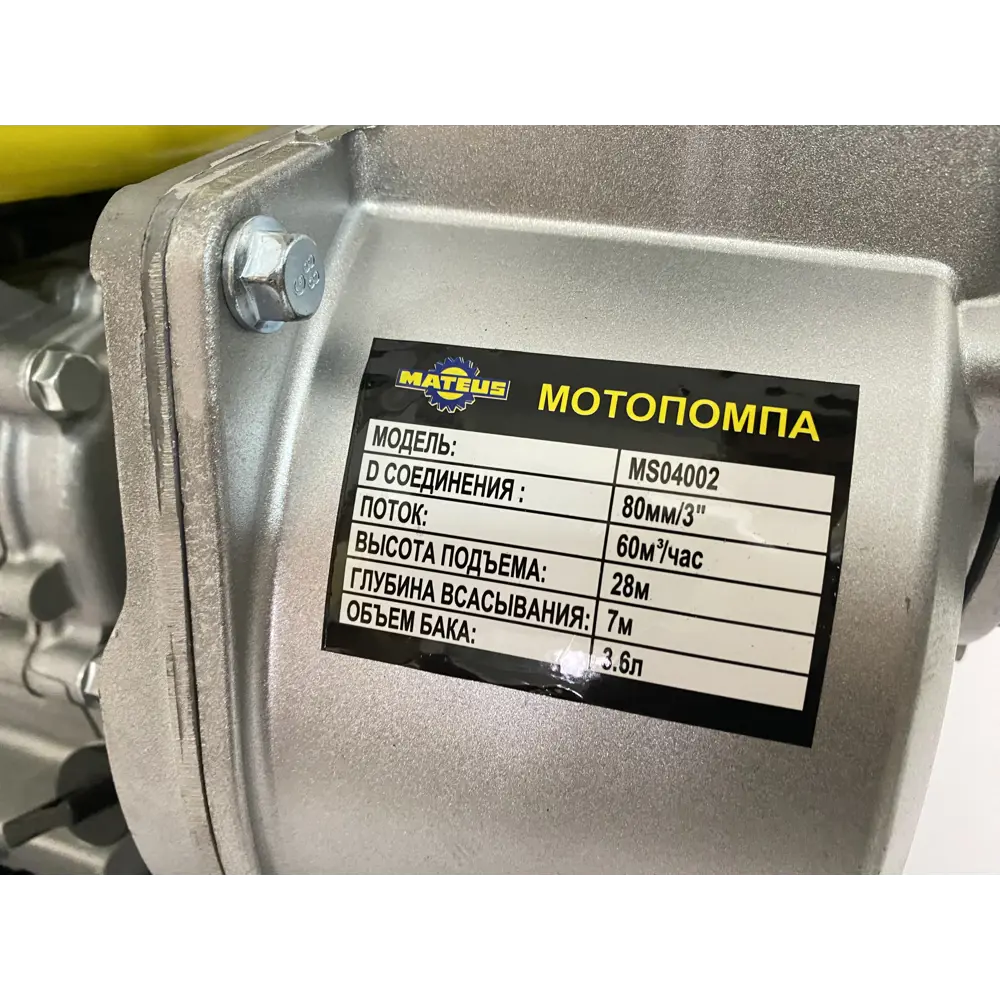 MATEUS МОТОПОМПА
МОДЕЛЬ: MS04002
D СОЕДИНЕНИЯ : 80мм/3"
ПОТОК: 60м³/час
ВЫСОТА ПОДЪЕМА: 28м
ГЛУБИНА ВСАСЫВАНИЯ: 7м
ОБЪЕМ БАКА: 3.6л